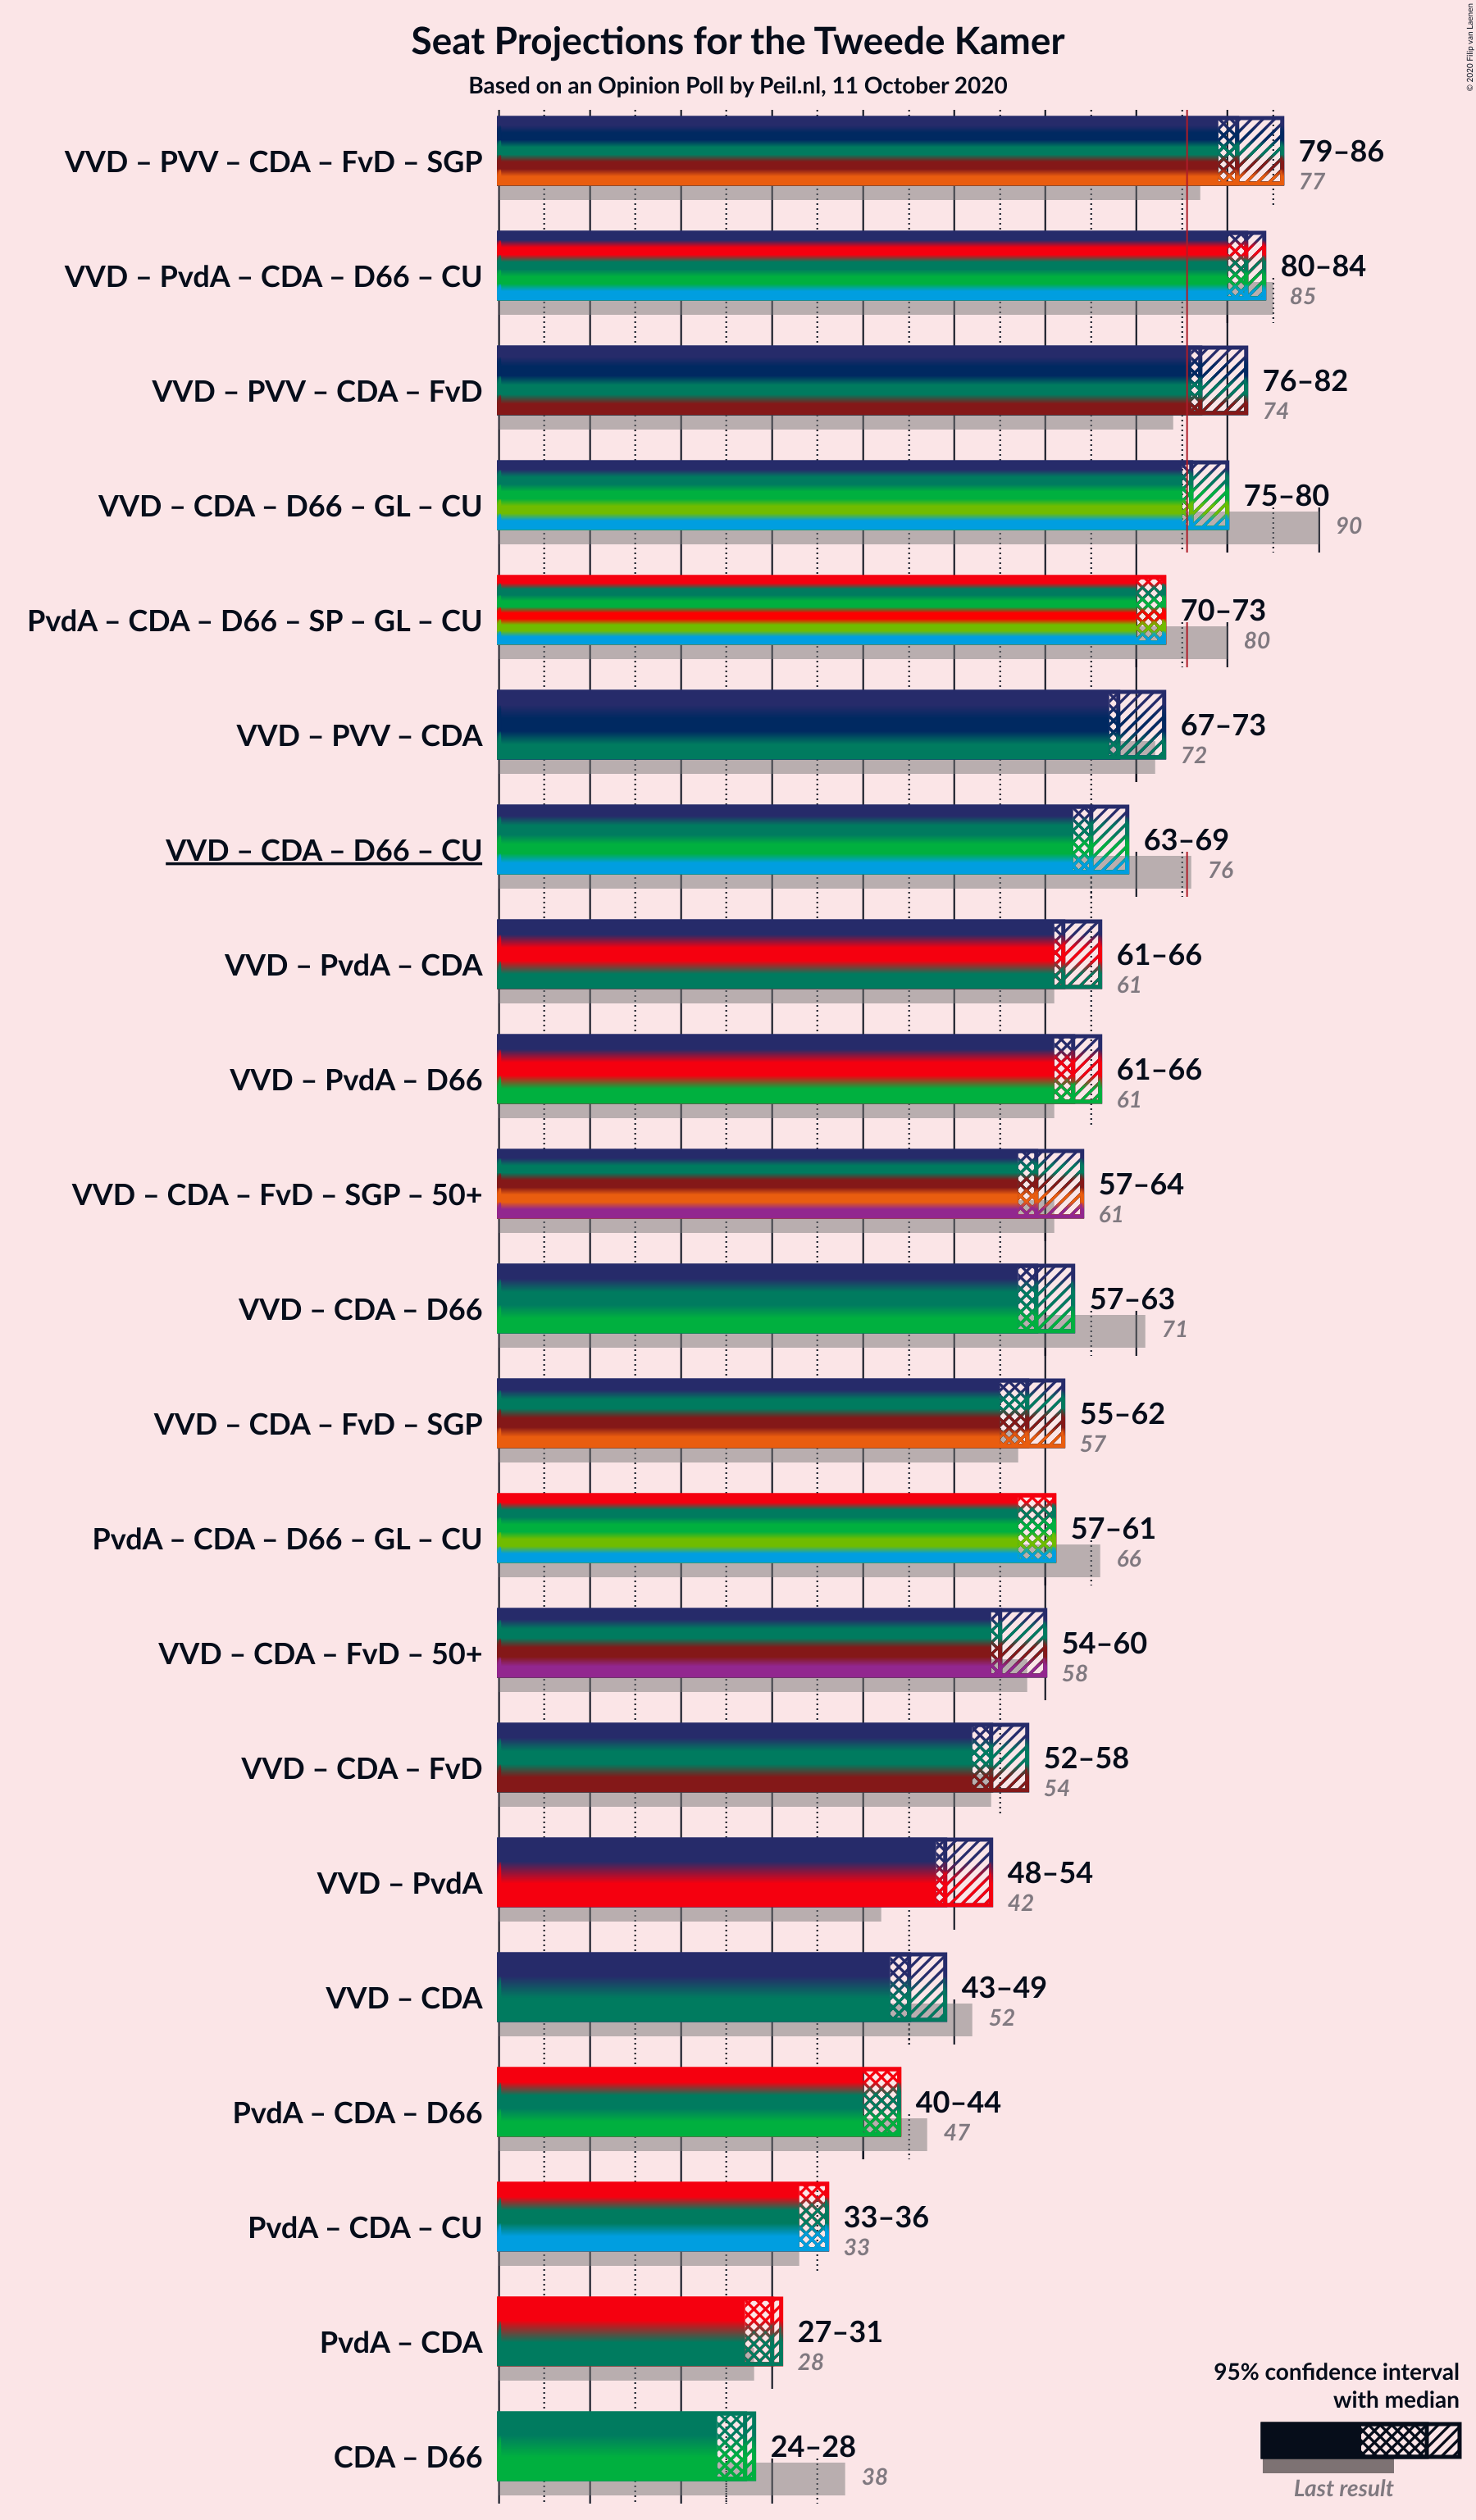 Seat Projections for the Tweede Kamer
Based on an Opinion Poll by Peil.nl, 11 October 2020
© 2020 Filip van Laenen
VVD – PVV – CDA – FvD – SGP
79–86
77
VVD – PvdA – CDA – D66 – CU
80–84
85
VVD – PVV – CDA – FvD
76–82
74
VVD – CDA – D66 – GL – CU
75–80
90
PvdA – CDA – D66 – SP – GL – CU
70–73
80
VVD – PVV – CDA
67–73
72
VVD – CDA – D66 – CU
63–69
76
VVD – PvdA – CDA
61–66
61
VVD – PvdA – D66
61–66
61
VVD – CDA – FvD – SGP – 50+
57–64
61
VVD – CDA – D66
57–63
71
VVD – CDA – FvD – SGP
55–62
57
PvdA – CDA – D66 – GL – CU
57–61
66
VVD – CDA – FvD – 50+
54–60
58
VVD – CDA – FvD
52–58
54
VVD – PvdA
48–54
42
VVD – CDA
43–49
52
PvdA – CDA – D66
40–44
47
PvdA – CDA – CU
33–36
33
PvdA – CDA
27–31
28
CDA – D66
24–28
38
95% confidence interval
with median
Last result